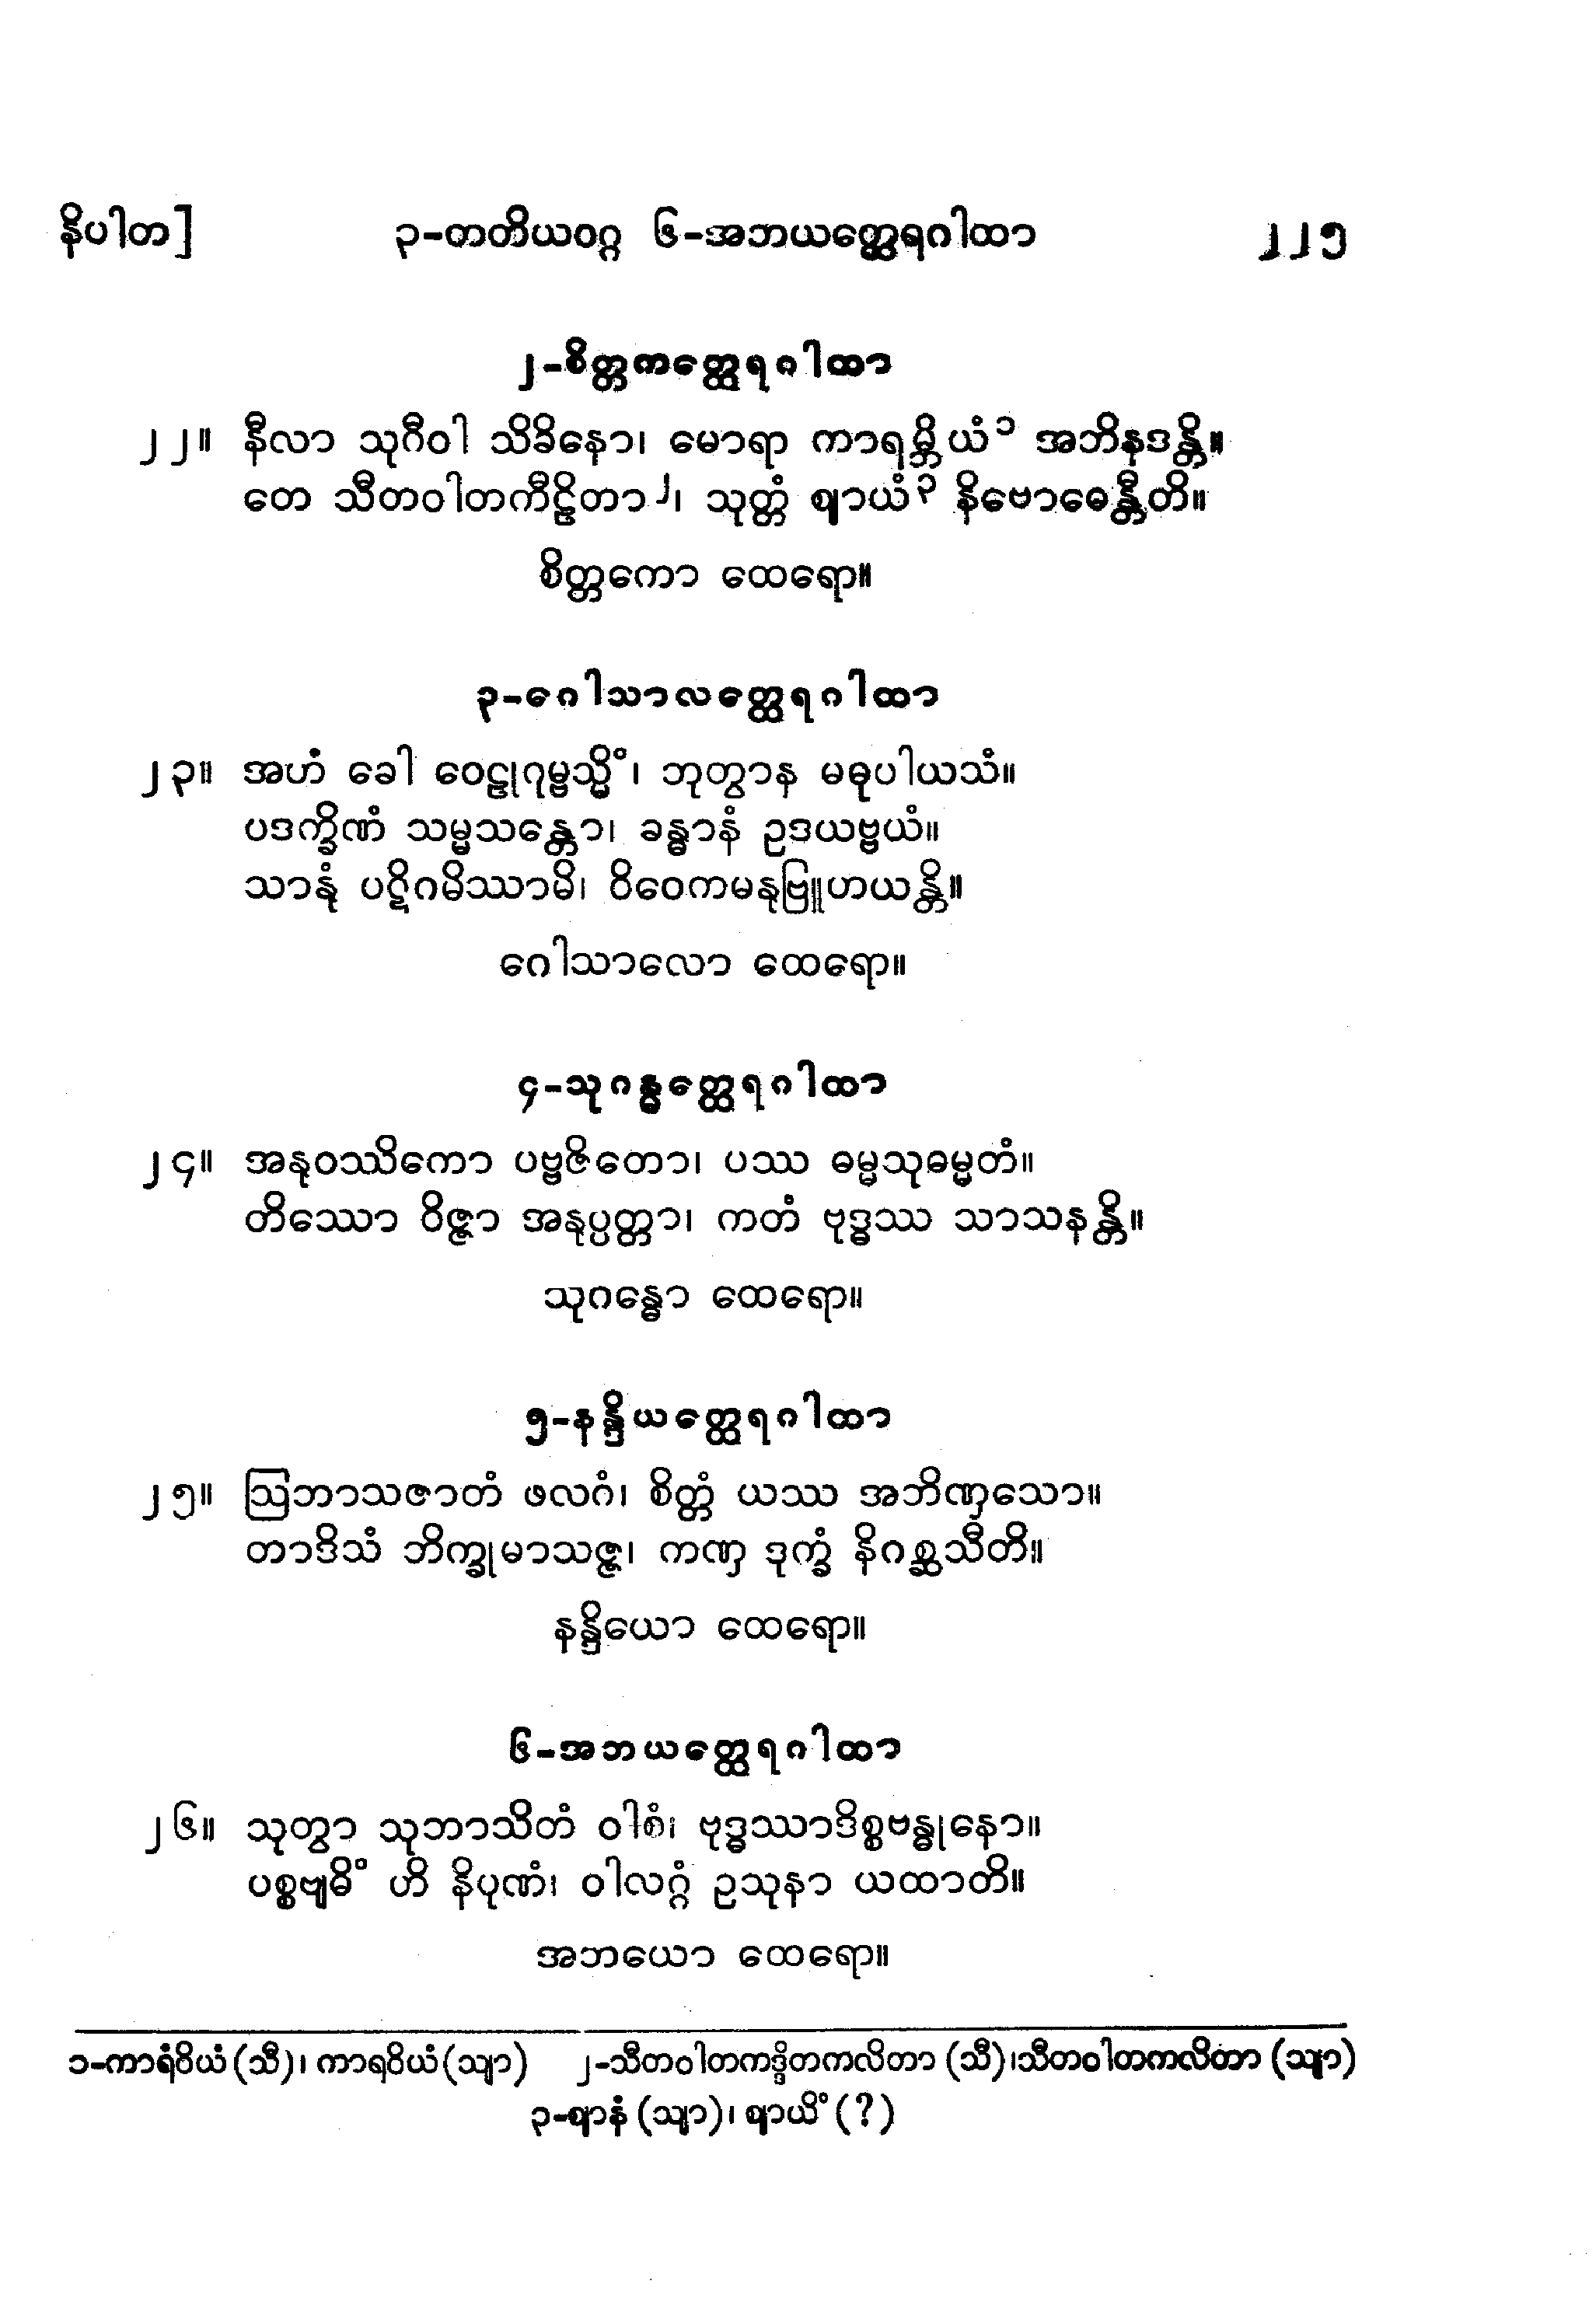 နိပါတ] ၃-တတိယဝဂ္ဂ ၆-အဘယတ္ထေရဂါထာ ၂၂၅
၂-စိတ္တကတ္ထေရဂါထာ
၂၂။ နီလာ သုဂီဝါ သိခိနော၊ မောရာ ကာရမ္ဘိယံ၁ အဘိနဒန္တိ။
တေ သီတဝါတကီဠိတာ၂၊ သုတ္တံ ဈာယံ၃ နိဗောဓေန္တီတိ။
စိတ္တကော ထေရော။
၃-ဂေါသာလတ္ထေရဂါထာ
၂၃။ အဟံ ခေါ ဝေဠုဂုမ္ဗသ္မိံ၊ ဘုတွာန မဓုပါယသံ။
ပဒက္ခိဏံ သမ္မသန္တော၊ ခန္ဓာနံ ဥဒယဗ္ဗယံ။
သာနုံ ပဋိဂမိဿာမိ၊ ဝိဝေကမနုဗြူဟယန္တိ။
ဂေါသာလော ထေရော။
၄-သုဂန္ဓတ္ထေရဂါထာ
၂၄။ အနုဝဿိကော ပဗ္ဗဇိတော၊ ပဿ ဓမ္မသုဓမ္မတံ။
တိဿော ဝိဇ္ဇာ အနုပ္ပတ္တာ၊ ကတံ ဗုဒ္ဓဿ သာသနန္တိ။
သုဂန္ဓော ထေရော။
၅-နန္ဒိယတ္ထေရဂါထာ
၂၅။ ဩဘာသဇာတံ ဖလဂံ၊ စိတ္တံ ယဿ အဘိဏှသော။
တာဒိသံ ဘိက္ခုမာသဇ္ဇ၊ ကဏှ ဒုက္ခံ နိဂစ္ဆသီတိ။
နန္ဒိယော ထေရော။
၆-အဘယတ္ထေရဂါထာ
၂၆။ သုတွာ သုဘာသိတံ ဝါစံ၊ ဗုဒ္ဓဿာဒိစ္စဗန္ဓုနော။
ပစ္စဗျဓိံ ဟိ နိပုဏံ၊ ဝါလဂ္ဂံ ဥသုနာ ယထာတိ။
အဘယော ထေရော။
၁-ကာရံဝိယံ (သီ)၊ ကာရဝိယံ (သျာ) ၂-သီတဝါတကဒ္ဒိတကလိတာ (သီ)၊သီတဝါတကလိတာ (သျာ)
၃-ဈာနံ (သျာ)၊ ဈာယိံ (?)